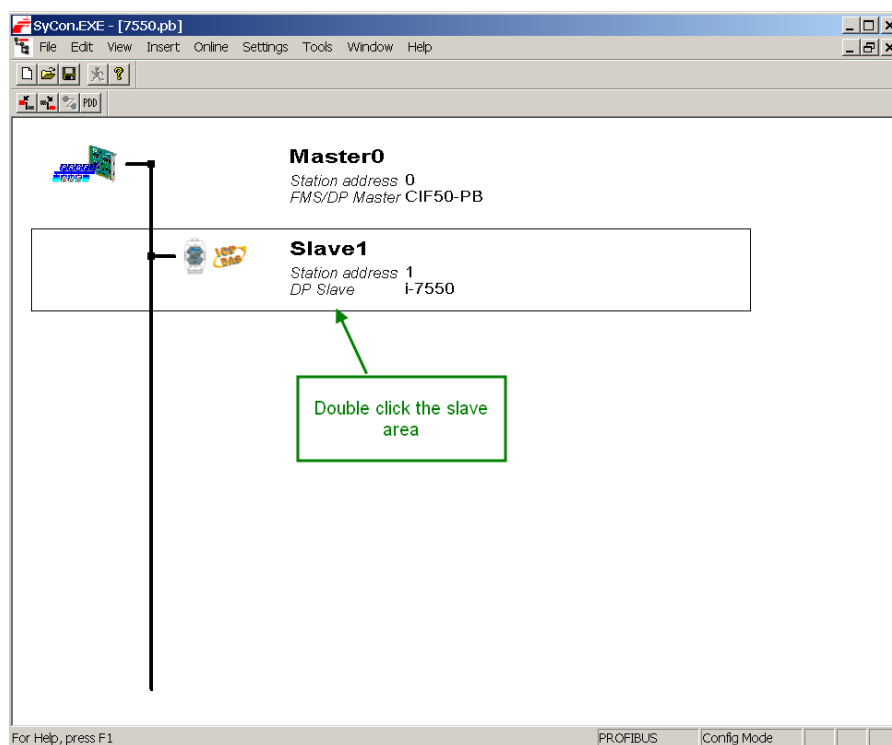 SyCon.EXE - [7550.pb]
File Edit View Insert Online Settings Tools Window Help
PDD
Master0
Station address 0
FMS/DP Master CIF50-PB
ICP
DAS
Slave1
Station address 1
DP Slave i-7550
Double click the slave
area
For Help, press F1
PROFIBUS
Config Mode